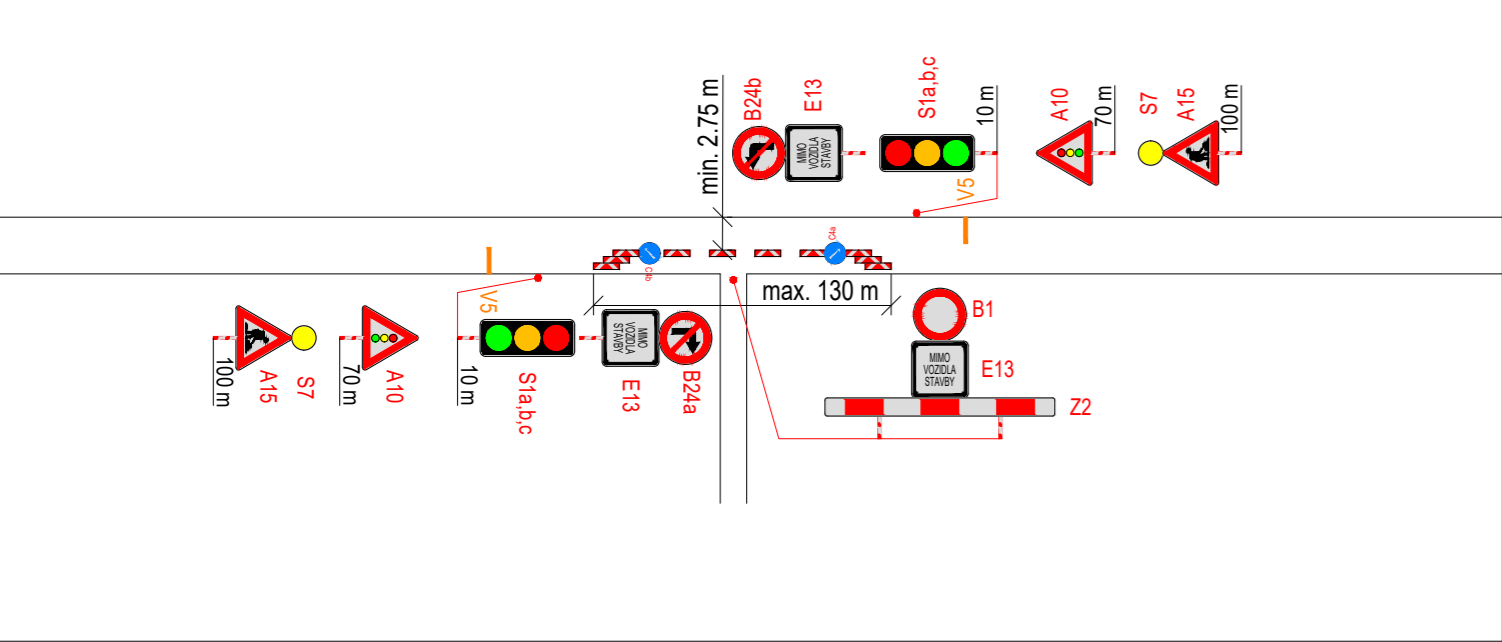 min. 2.75 m
B24b
E13
MIMO
VOZIDLA
STAVBY
S1a,b,c
10 m
V5
A10
70 m
S7
A15
100 m
C4b
C4a
max. 130 m
100 m
A15
S7
70 m
A10
10 m
V5
S1a,b,c
MIMO
VOZIDLA
STAVBY
E13
B24a
B1
MIMO
VOZIDLA
STAVBY
E13
Z2